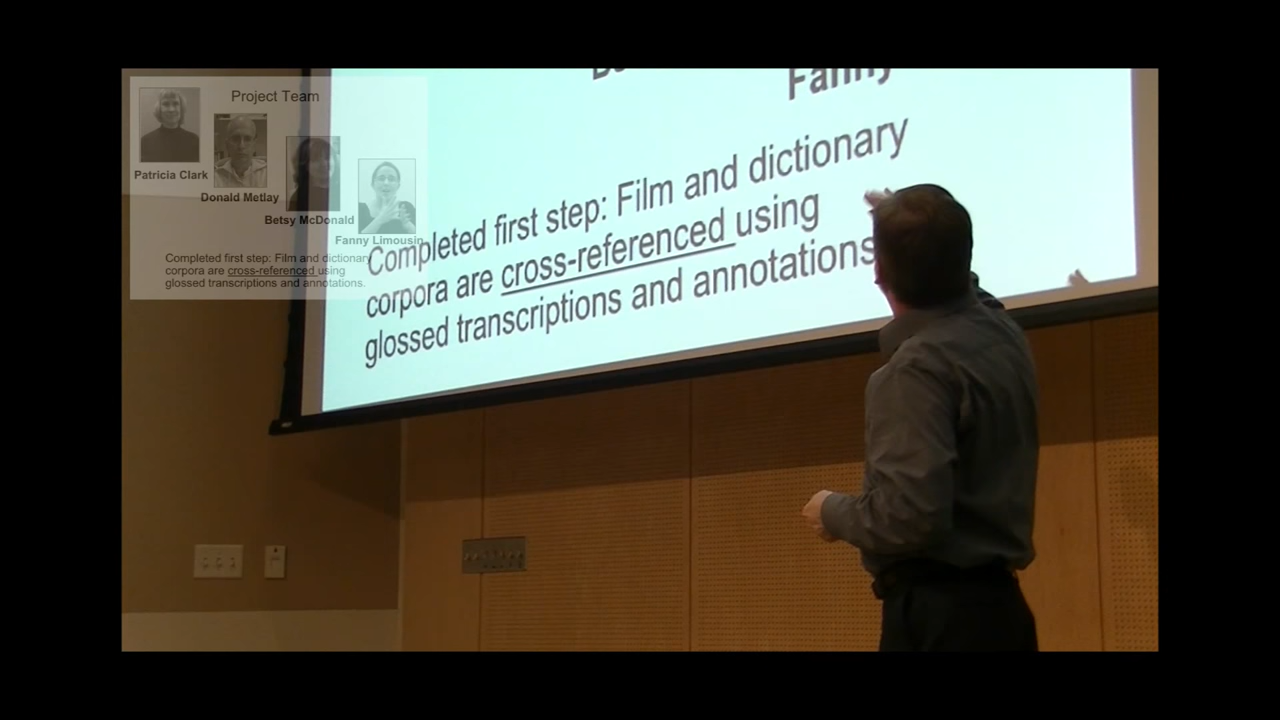 Project Team
Patricia Clark
Donald Metlay
Betsy McDonald
Fanny Limousin
Completed first step: Film and dictionary
corpora are cross-referenced using
glossed transcriptions and annotations.
Fanny
Completed first step: Film and dictionary
corpora are cross-referenced using
glossed transcriptions and annotations